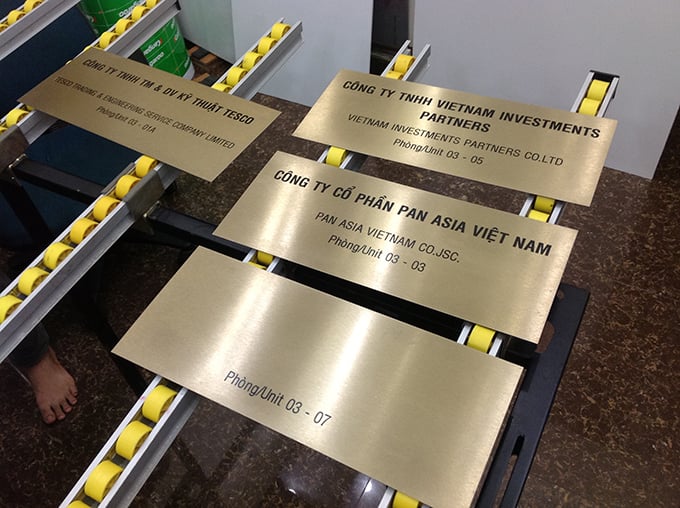 CÔNG TY TNHH TM & DV KỸ THUẬT TESCO
TESCO TRADING & ENGINEERING SERVICE COMPANY LIMITED
Phòng/Unit 03 - 01A
CÔNG TY TNHH VIETNAM INVESTMENTS
PARTNERS
VIETNAM INVESTMENTS PARTNERS CO.LTD
Phòng/Unit 03 - 05
CÔNG TY CỔ PHẦN PAN ASIA VIỆT NAM
PAN ASIA VIETNAM CO.JSC.
Phòng/Unit 03 - 03
Phòng/Unit 03 - 07